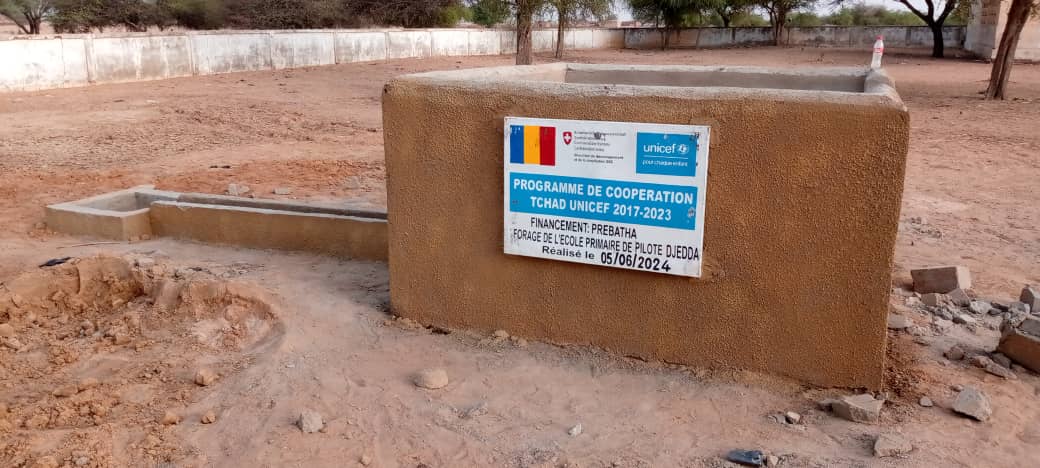 unicef
pour chaque enfant
PROGRAMME DE COOPERATION
TCHAD UNICEF 2017-2023
FINANCEMENT: PREBATHA
FORAGE DE L'ECOLE PRIMAIRE DE PILOTE DJEDDA
Réalisé le 05/06/2024